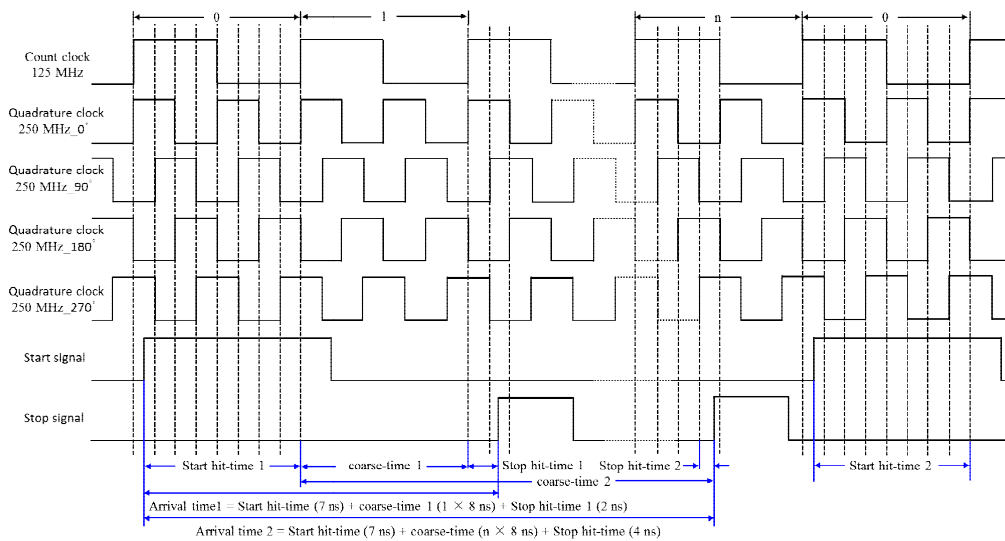 0 1 n 0
Count clock
125 MHz
Quadrature clock
250 MHz_0°
Quadrature clock
250 MHz_90°
Quadrature clock
250 MHz_180°
Quadrature clock
250 MHz_270°
Start signal
Stop signal
Start hit-time 1 coarse-time 1 Stop hit-time 1 Stop hit-time 2 Start hit-time 2
coarse-time 2
Arrival time1 = Start hit-time (7 ns) + coarse-time 1 (1 × 8 ns) + Stop hit-time 1 (2 ns)
Arrival time 2 = Start hit-time (7 ns) + coarse-time (n × 8 ns) + Stop hit-time (4 ns)